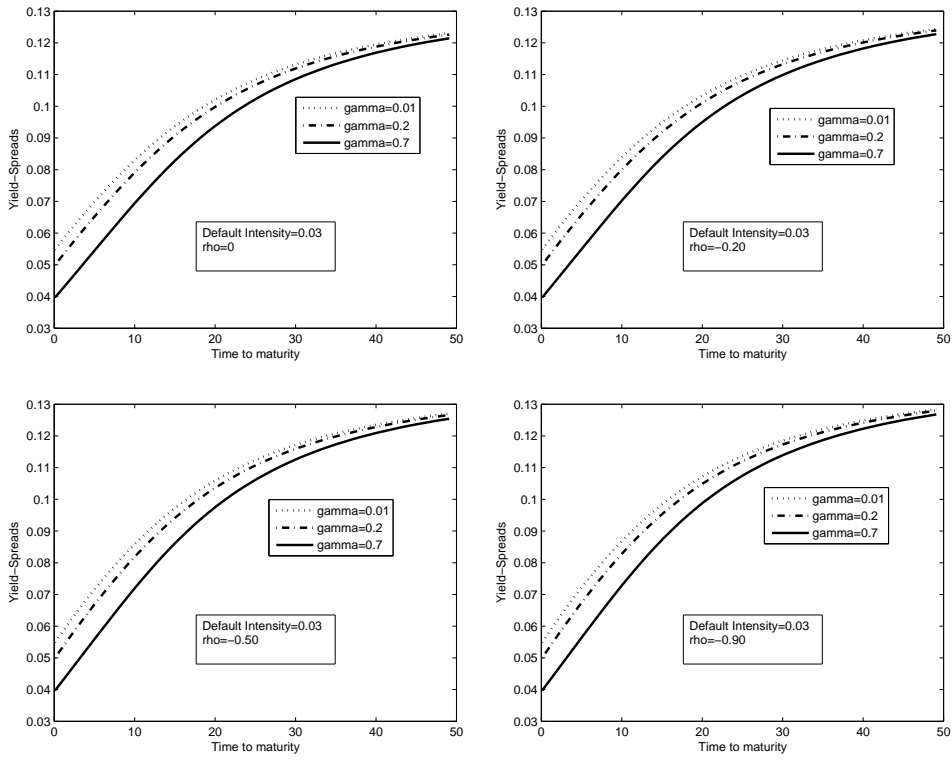 0.13
0.12
0.11
0.1
0.09
0.08
0.07
0.06
0.05
0.04
0.03
Yield−Spreads
gamma=0.01
gamma=0.2
gamma=0.7
Default Intensity=0.03
rho=0
0 10 20 30 40 50
Time to maturity
0.13
0.12
0.11
0.1
0.09
0.08
0.07
0.06
0.05
0.04
0.03
Yield−Spreads
gamma=0.01
gamma=0.2
gamma=0.7
Default Intensity=0.03
rho=−0.20
0 10 20 30 40 50
Time to maturity
0.13
0.12
0.11
0.1
0.09
0.08
0.07
0.06
0.05
0.04
0.03
Yield−Spreads
gamma=0.01
gamma=0.2
gamma=0.7
Default Intensity=0.03
rho=−0.50
0 10 20 30 40 50
Time to maturity
0.13
0.12
0.11
0.1
0.09
0.08
0.07
0.06
0.05
0.04
0.03
Yield−Spreads
gamma=0.01
gamma=0.2
gamma=0.7
Default Intensity=0.03
rho=−0.90
0 10 20 30 40 50
Time to maturity